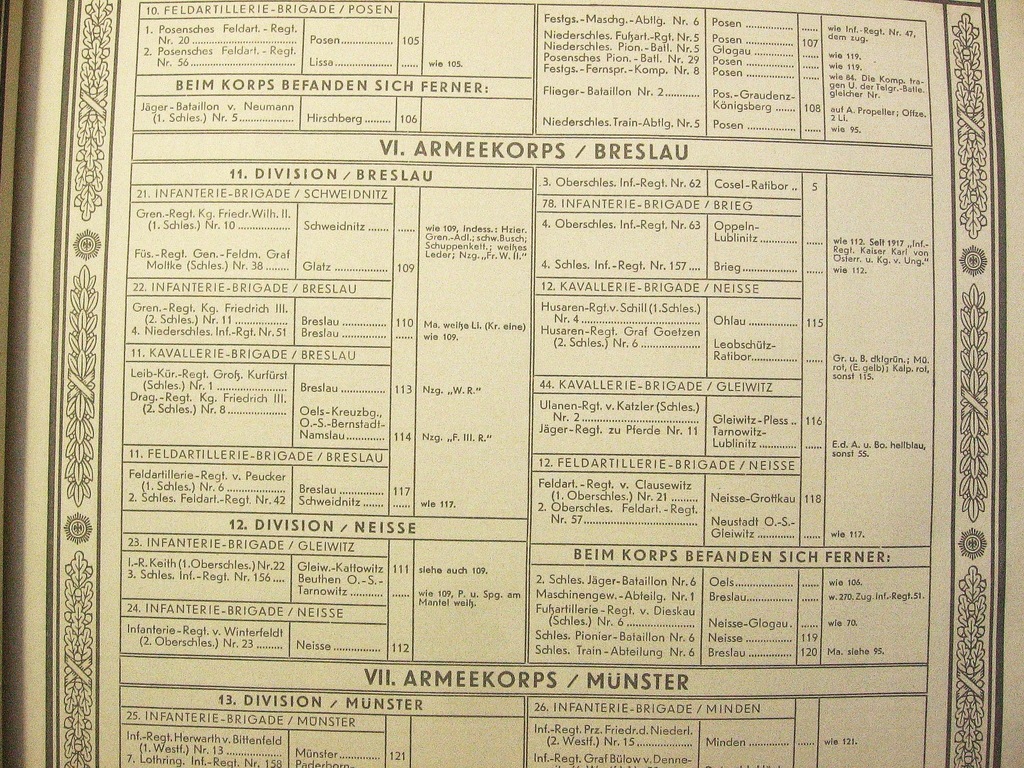 10. FELDARTILLERIE-BRIGADE / POSEN
1. Posensches Feldart.-Regt.
Nr. 20 Posen 105
2. Posensches Feldart.-Regt.
Nr. 56 Lissa wie 105.
BEIM KORPS BEFANDEN SICH FERNER:
Jäger-Bataillon v. Neumann
(1. Schles.) Nr. 5 Hirschberg 106
Festgs.-Maschg.-Abtlg. Nr. 6 Posen wie Inf.-Regt. Nr. 47,
dem zug.
Niederschles. Fußart.-Rgt. Nr. 5 Posen 107
Niederschles. Pion.-Batl. Nr. 5 Glogau wie 119.
Posensches Pion.-Batl. Nr. 29 Posen wie 119.
Festgs.-Fernspr.-Komp. Nr. 8 Posen wie 84. Die Komp. tra-
gen U. der Telgr.-Batle.
gleicher Nr.
Flieger-Bataillon Nr. 2 Pos.-Graudenz-
Königsberg 108 auf A. Propeller; Offze.
2 Li.
Niederschles. Train-Abtlg. Nr. 5 Posen wie 95.
VI. ARMEEKORPS / BRESLAU
11. DIVISION / BRESLAU
21. INFANTERIE-BRIGADE / SCHWEIDNITZ
Gren.-Regt. Kg. Friedr. Wilh. II.
(1. Schles.) Nr. 10 Schweidnitz wie 109, Indess.: Hzier.
Gren.-Adl.; schw. Busch;
Schuppenkett.; weißes
Leder; Nzg. „Fr. W. II."
Füs.-Regt. Gen.-Feldm. Graf
Moltke (Schles.) Nr. 38 Glatz 109
22. INFANTERIE-BRIGADE / BRESLAU
Gren.-Regt. Kg. Friedrich III.
(2. Schles.) Nr. 11 Breslau 110 Ma. weiße Li. (Kr. eine)
4. Niederschles. Inf.-Rgt. Nr. 51 Breslau wie 109.
11. KAVALLERIE-BRIGADE / BRESLAU
Leib-Kür.-Regt. Groß. Kurfürst
(Schles.) Nr. 1 Breslau 113 Nzg. „W. R."
Drag.-Regt. Kg. Friedrich III.
(2. Schles.) Nr. 8 Oels-Kreuzbg.,
O.-S.-Bernstadt-
Namslau 114 Nzg. „F. III. R."
11. FELDARTILLERIE-BRIGADE / BRESLAU
Feldartillerie-Regt. v. Peucker
(1. Schles.) Nr. 6 Breslau 117
2. Schles. Feldart.-Regt. Nr. 42 Schweidnitz wie 117.
12. DIVISION / NEISSE
23. INFANTERIE-BRIGADE / GLEIWITZ
I.-R. Keith (1. Oberschles.) Nr. 22 Gleiw.-Kattowitz 111 siehe auch 109.
3. Schles. Inf.-Regt. Nr. 156 Beuthen O.-S.-
Tarnowitz wie 109, P. u. Spg. am
Mantel weiß.
24. INFANTERIE-BRIGADE / NEISSE
Infanterie-Regt. v. Winterfeldt
(2. Oberschles.) Nr. 23 Neisse 112
3. Oberschles. Inf.-Regt. Nr. 62 Cosel-Ratibor 5
78. INFANTERIE-BRIGADE / BRIEG
4. Oberschles. Inf.-Regt. Nr. 63 Oppeln-
Lublinitz wie 112. Seit 1917 „Inf.-
Regt. Kaiser Karl von
Österr. u. Kg. v. Ung."
4. Schles. Inf.-Regt. Nr. 157 Brieg wie 112.
12. KAVALLERIE-BRIGADE / NEISSE
Husaren-Rgt. v. Schill (1. Schles.)
Nr. 4 Ohlau 115
Husaren-Regt. Graf Goetzen
(2. Schles.) Nr. 6 Leobschütz-
Ratibor Gr. u. B. dklgrün.; Mü.
rot, (E. gelb); Kalp. rot,
sonst 115.
44. KAVALLERIE-BRIGADE / GLEIWITZ
Ulanen-Rgt. v. Katzler (Schles.)
Nr. 2 Gleiwitz-Pless 116
Jäger-Regt. zu Pferde Nr. 11 Tarnowitz-
Lublinitz E.d. A. u. Bo. hellblau,
sonst 55.
12. FELDARTILLERIE-BRIGADE / NEISSE
Feldart.-Regt. v. Clausewitz
(1. Oberschles.) Nr. 21 Neisse-Grottkau 118
2. Oberschles. Feldart.-Regt.
Nr. 57 Neustadt O.-S.-
Gleiwitz wie 117.
BEIM KORPS BEFANDEN SICH FERNER:
2. Schles. Jäger-Bataillon Nr. 6 Oels wie 106.
Maschinengew.-Abteilg. Nr. 1 Breslau w. 270. Zug. Inf.-Regt. 51.
Fußartillerie-Regt. v. Dieskau
(Schles.) Nr. 6 Neisse-Glogau wie 70.
Schles. Pionier-Bataillon Nr. 6 Neisse 119
Schles. Train-Abteilung Nr. 6 Breslau 120 Ma. siehe 95.
VII. ARMEEKORPS / MÜNSTER
13. DIVISION / MÜNSTER
25. INFANTERIE-BRIGADE / MÜNSTER
Inf.-Regt. Herwarth v. Bittenfeld
(1. Westf.) Nr. 13 Münster 121
7. Lothring. Inf.-Regt. Nr. 158 Paderborn-
26. INFANTERIE-BRIGADE / MINDEN
Inf.-Regt. Prz. Friedr. d. Niederl.
(2. Westf.) Nr. 15 Minden wie 121.
Inf.-Regt. Graf Bülow v. Denne-